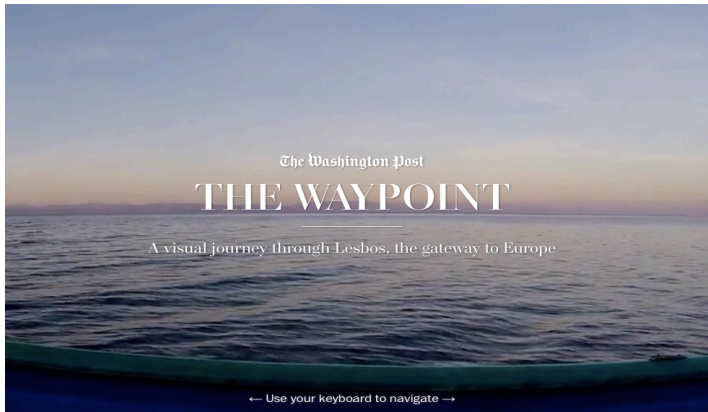 The Washington Post
THE WAYPOINT
A visual journey through Lesbos, the gateway to Europe
← Use your keyboard to navigate →